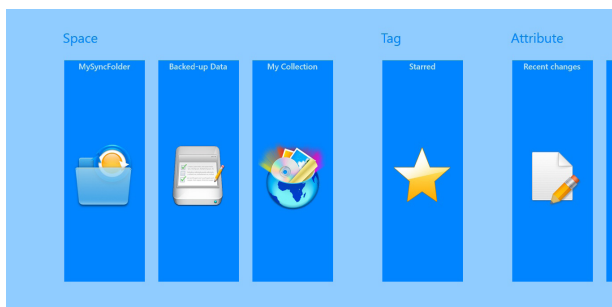 Space
Tag
Attribute
MySyncFolder
Backed-up Data
My Collection
Starred
Recent changes